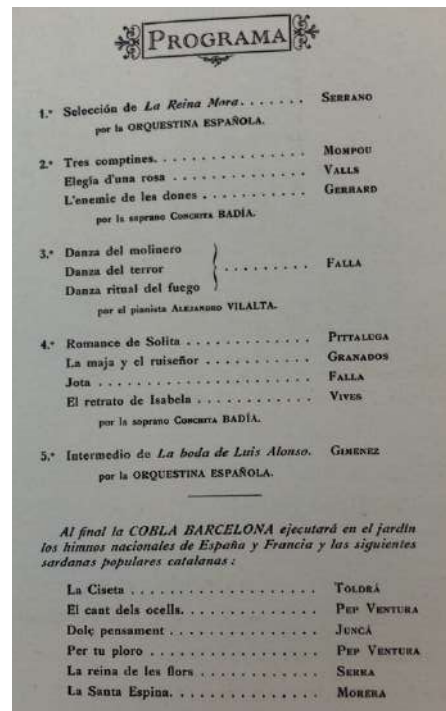 PROGRAMA
1.º Selección de La Reina Mora. . . . . . . SERRANO
por la ORQUESTINA ESPAÑOLA.
2.º Tres comptines. . . . . . . . . . . . . . . . MOMPOU
Elegía d'una rosa . . . . . . . . . . . . . . . VALLS
L'enemic de les dones . . . . . . . . . . . GERHARD
por la soprano CONCHITA BADÍA.
3.º Danza del molinero
Danza del terror . . . . . . . . . FALLA
Danza ritual del fuego
por el pianista ALEJANDRO VILALTA.
4.º Romance de Solita . . . . . . . . . . . . . PITTALUGA
La maja y el ruiseñor . . . . . . . . . . . GRANADOS
Jota . . . . . . . . . . . . . . . . . . . . . . . FALLA
El retrato de Isabela . . . . . . . . . . . . VIVES
por la soprano CONCHITA BADÍA.
5.º Intermedio de La boda de Luis Alonso. GIMENEZ
por la ORQUESTINA ESPAÑOLA.
Al final la COBLA BARCELONA ejecutará en el jardín
los himnos nacionales de España y Francia y las siguientes
sardanas populares catalanas :
La Ciseta . . . . . . . . . . . . . . . . . . . TOLDRÁ
El cant dels ocells. . . . . . . . . . . . . . PEP VENTURA
Dolç pensament . . . . . . . . . . . . . . . JUNCÁ
Per tu ploro . . . . . . . . . . . . . . . . . PEP VENTURA
La reina de les flors . . . . . . . . . . . . SERRA
La Santa Espina. . . . . . . . . . . . . . . MORERA